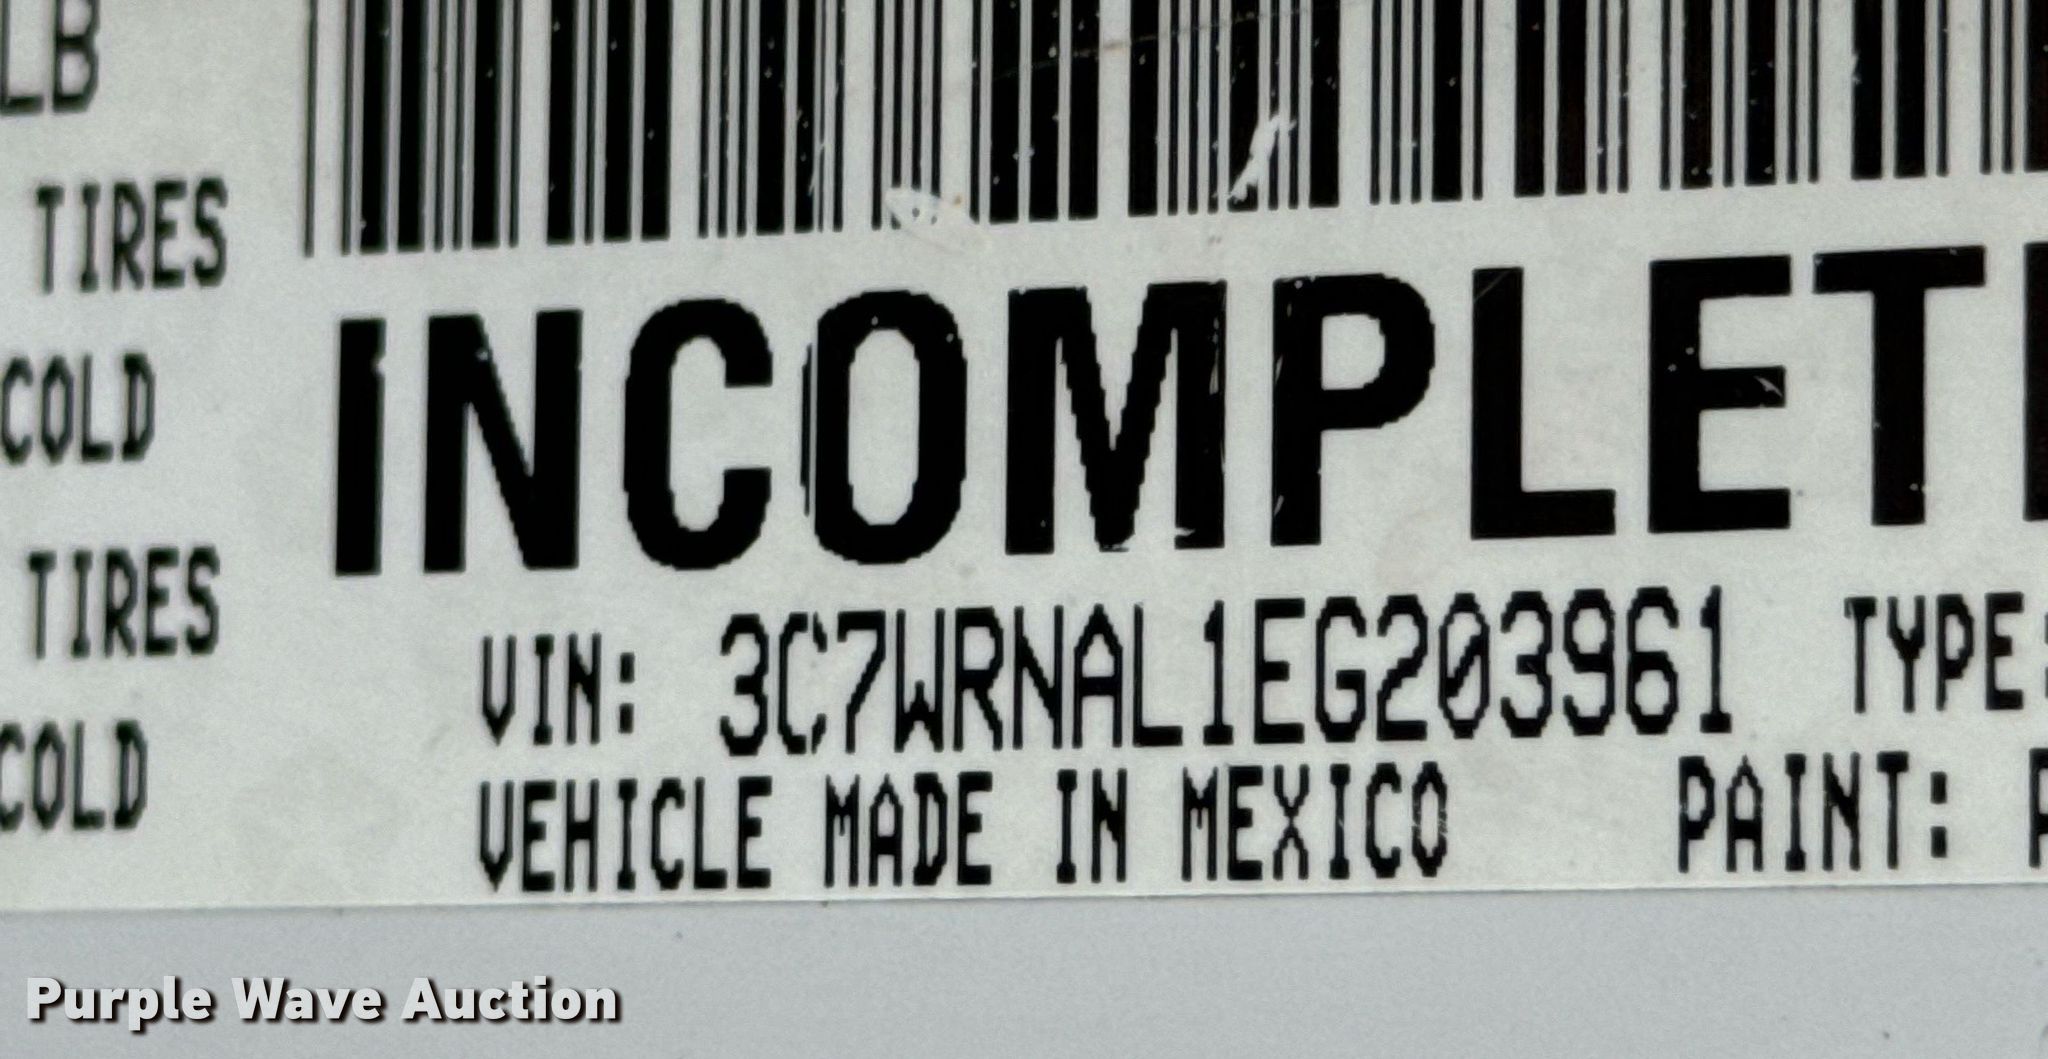 LB
TIRES
COLD
TIRES
COLD
INCOMPLETE
VIN: 3C7WRNAL1EG203961 TYPE:
VEHICLE MADE IN MEXICO PAINT:
Purple Wave Auction